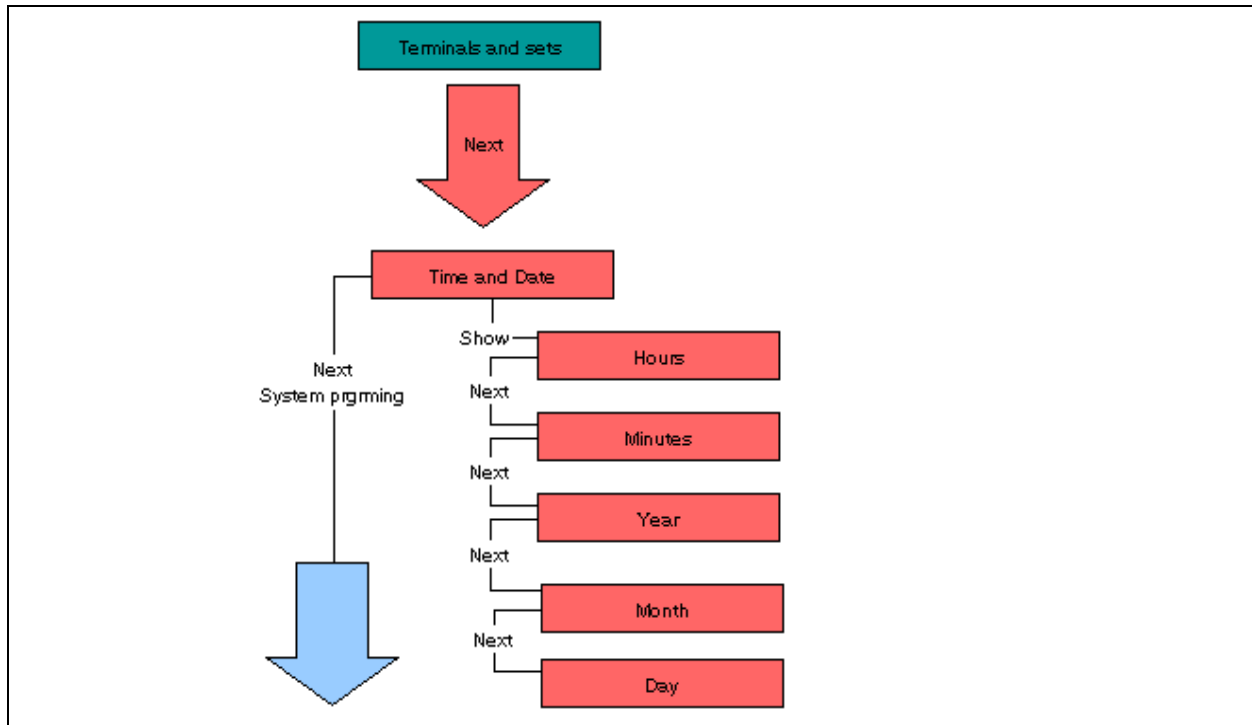 Terminals and sets
Next
Time and Date
Show
Hours
Next
System prgrming
Next
Minutes
Next
Year
Next
Month
Next
Day